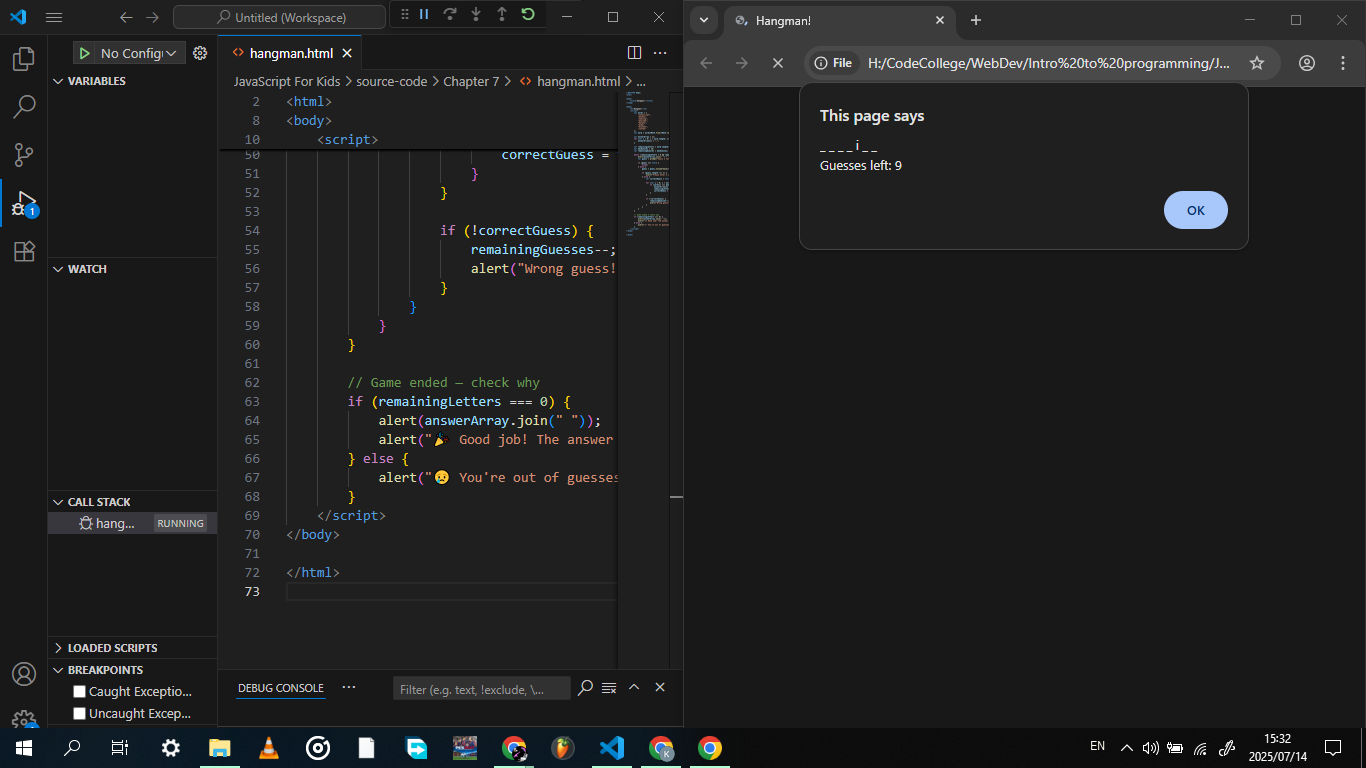 Untitled (Workspace)
No Config
hangman.html
VARIABLES
JavaScript For Kids > source-code > Chapter 7 > hangman.html > ...
2 <html>
8 <body>
10 <script>
50 correctGuess =
51 }
52 }
53
54 if (!correctGuess) {
55 remainingGuesses--;
56 alert("Wrong guess!
57 }
58 }
59 }
60 }
61
62 // Game ended — check why
63 if (remainingLetters === 0) {
64 alert(answerArray.join(" "));
65 alert("🎉 Good job! The answer
66 } else {
67 alert("😢 You're out of guesses
68 }
69 </script>
70 </body>
71
72 </html>
73
WATCH
CALL STACK
hang...
RUNNING
LOADED SCRIPTS
BREAKPOINTS
Caught Exceptio...
Uncaught Excep...
1
DEBUG CONSOLE
Filter (e.g. text, !exclude, \...
Hangman!
File
H:/CodeCollege/WebDev/Intro%20to%20programming/J...
This page says
_ _ _ _ i _ _
Guesses left: 9
OK
K
EN
15:32
2025/07/14